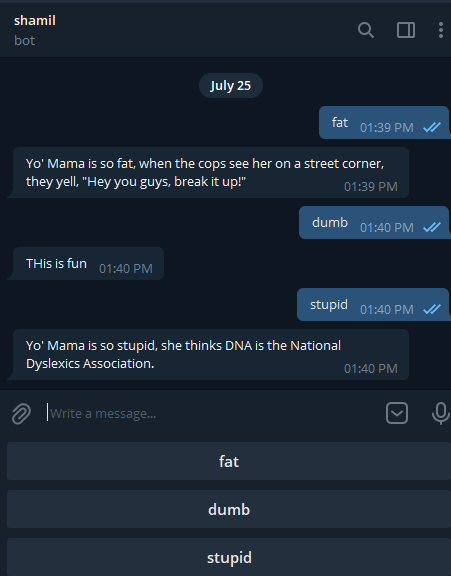 shamil
bot
July 25
fat 01:39 PM
Yo' Mama is so fat, when the cops see her on a street corner,
they yell, "Hey you guys, break it up!"
01:39 PM
dumb 01:40 PM
THis is fun 01:40 PM
stupid 01:40 PM
Yo' Mama is so stupid, she thinks DNA is the National
Dyslexics Association.
01:40 PM
Write a message...
fat
dumb
stupid